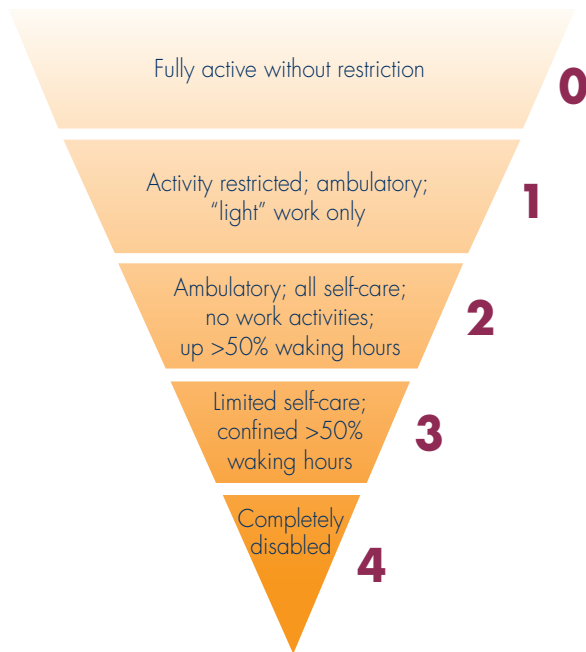 Fully active without restriction
0
Activity restricted; ambulatory;
“light” work only
1
Ambulatory; all self-care;
no work activities;
up >50% waking hours
2
Limited self-care;
confined >50%
waking hours
3
Completely
disabled
4